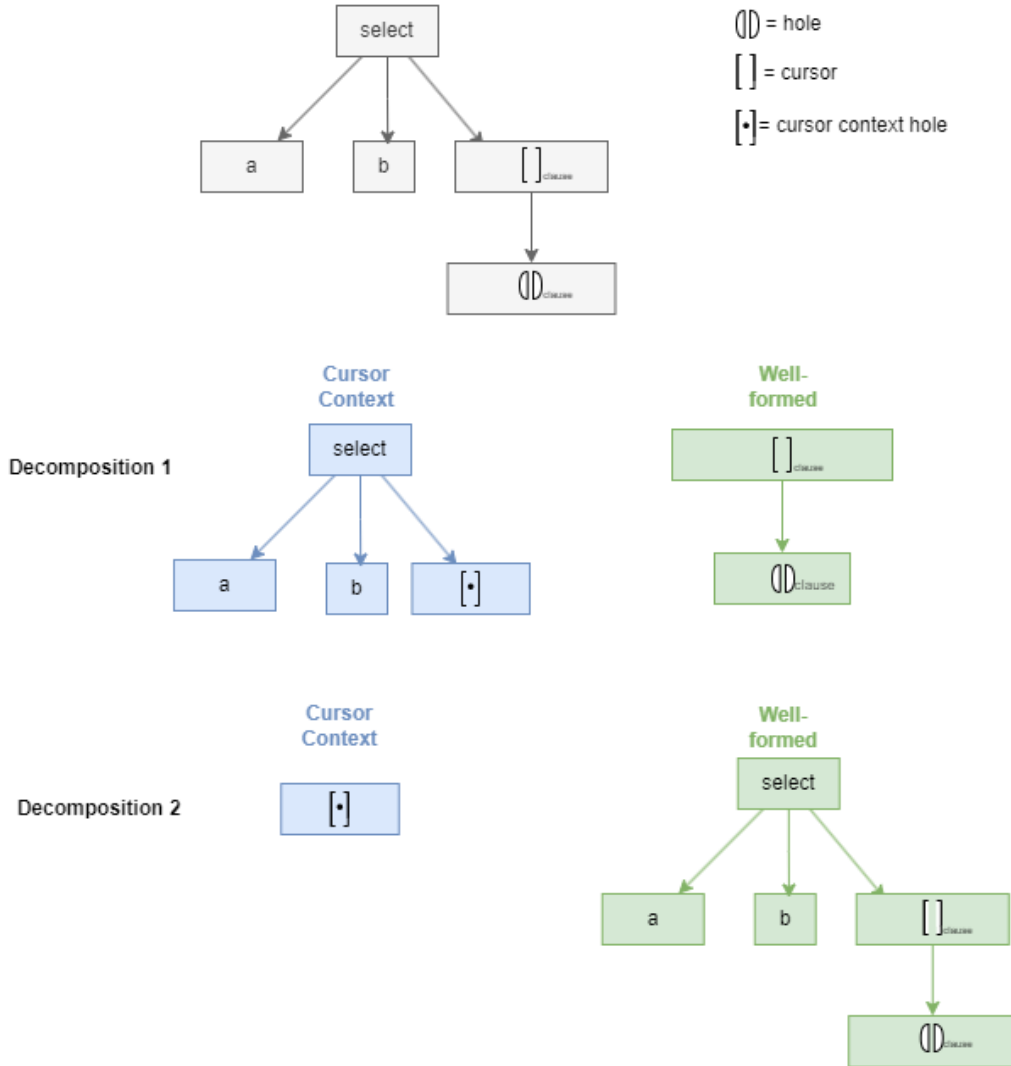 select
⦇⦈ = hole
[ ] = cursor
[•] = cursor context hole
a
b
[ ]clause
⦇⦈clause
Cursor
Context
Well-
formed
Decomposition 1
select
[ ]clause
a
b
[•]
⦇⦈clause
Cursor
Context
Well-
formed
Decomposition 2
[•]
select
a
b
[ ]clause
⦇⦈clause